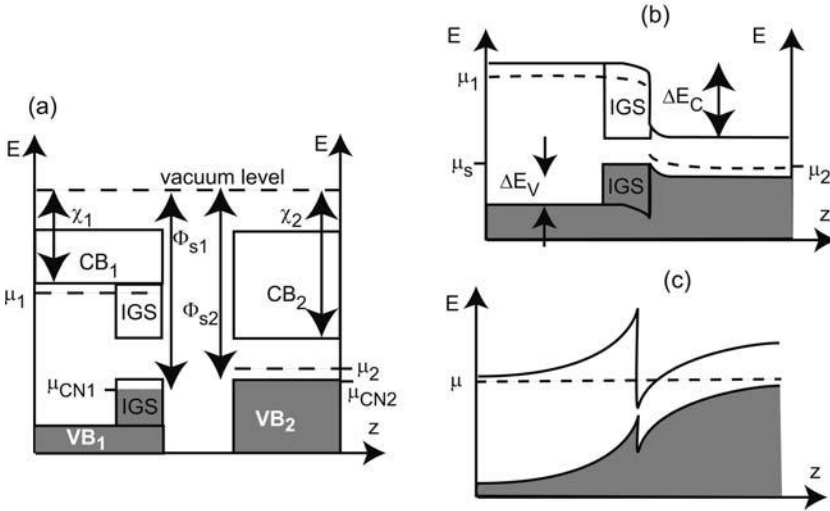 (a)
E
E
vacuum level
χ1
Φs1
χ2
CB1
Φs2
CB2
μ1
IGS
μ2
μCN1
IGS
μCN2
VB1
VB2
z
(b)
E
E
μ1
IGS
ΔEC
μs
ΔEV
IGS
μ2
z
(c)
E
μ
z